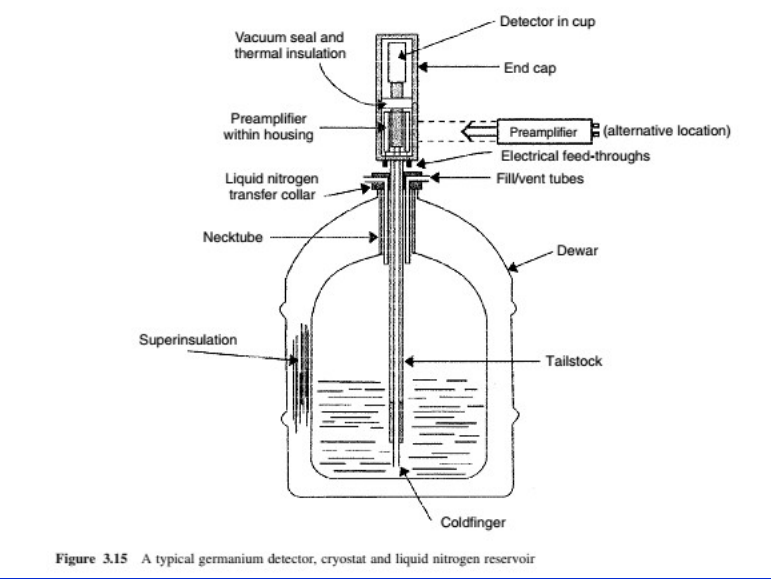 Detector in cup
Vacuum seal and
thermal insulation
End cap
Preamplifier
within housing
Preamplifier
(alternative location)
Electrical feed-throughs
Liquid nitrogen
transfer collar
Fill/vent tubes
Necktube
Dewar
Superinsulation
Tailstock
Coldfinger
Figure 3.15 A typical germanium detector, cryostat and liquid nitrogen reservoir